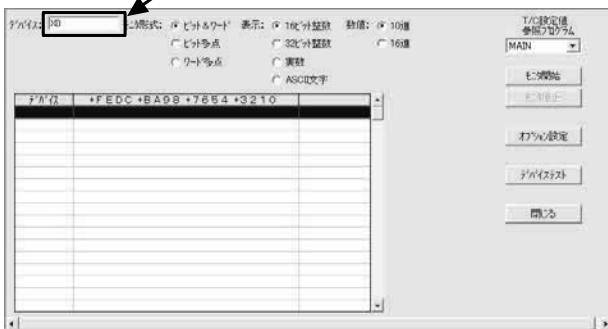 デバイス: X0
モニタ形式: ビット&ワード
ビット多点
ワード多点
表示: 16ビット整数
32ビット整数
実数
ASCII文字
数値: 10進
16進
T/C設定値
参照プログラム
MAIN
モニタ開始
モニタ停止
オプション設定
デバイステスト
閉じる
デバイス +FEDC +BA98 +7654 +3210